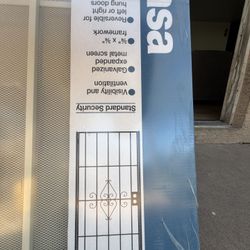 nsa
Standard Security
Visibility and
ventilation
Galvanized
expanded
metal screen
¾" x ¾"
framework
Reversible for
left or right
hung doors